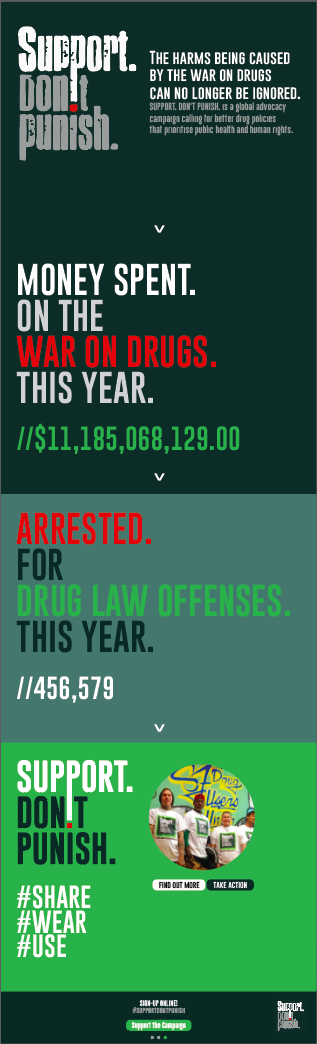 Support.
Don't
punish.
THE HARMS BEING CAUSED
BY THE WAR ON DRUGS
CAN NO LONGER BE IGNORED.
SUPPORT. DON'T PUNISH. is a global advocacy
campaign calling for better drug policies
that prioritise public health and human rights.
MONEY SPENT.
ON THE
WAR ON DRUGS.
THIS YEAR.
//$11,185,068,129.00
ARRESTED.
FOR
DRUG LAW OFFENSES.
THIS YEAR.
//456,579
SUPPORT.
DON'T
PUNISH.
Drug
Users
FIND OUT MORE
TAKE ACTION
#SHARE
#WEAR
#USE
SIGN-UP ONLINE!
#SUPPORTDONTPUNISH
Support the Campaign
Support.
Don't
punish.